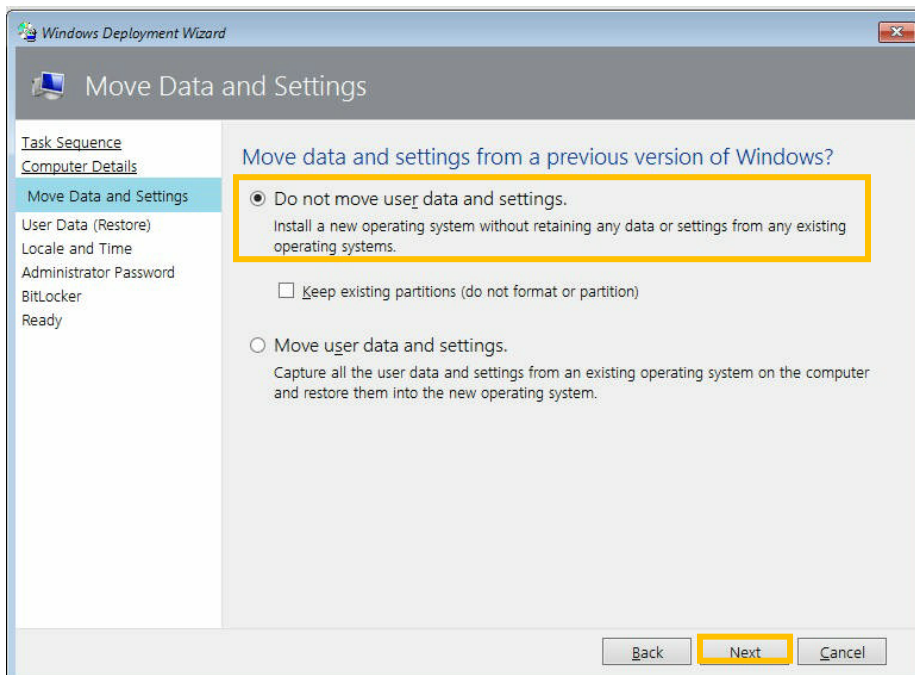 Windows Deployment Wizard
Move Data and Settings
Task Sequence
Computer Details
Move Data and Settings
User Data (Restore)
Locale and Time
Administrator Password
BitLocker
Ready
Move data and settings from a previous version of Windows?
Do not move user data and settings.
Install a new operating system without retaining any data or settings from any existing
operating systems.
Keep existing partitions (do not format or partition)
Move user data and settings.
Capture all the user data and settings from an existing operating system on the computer
and restore them into the new operating system.
Back Next Cancel